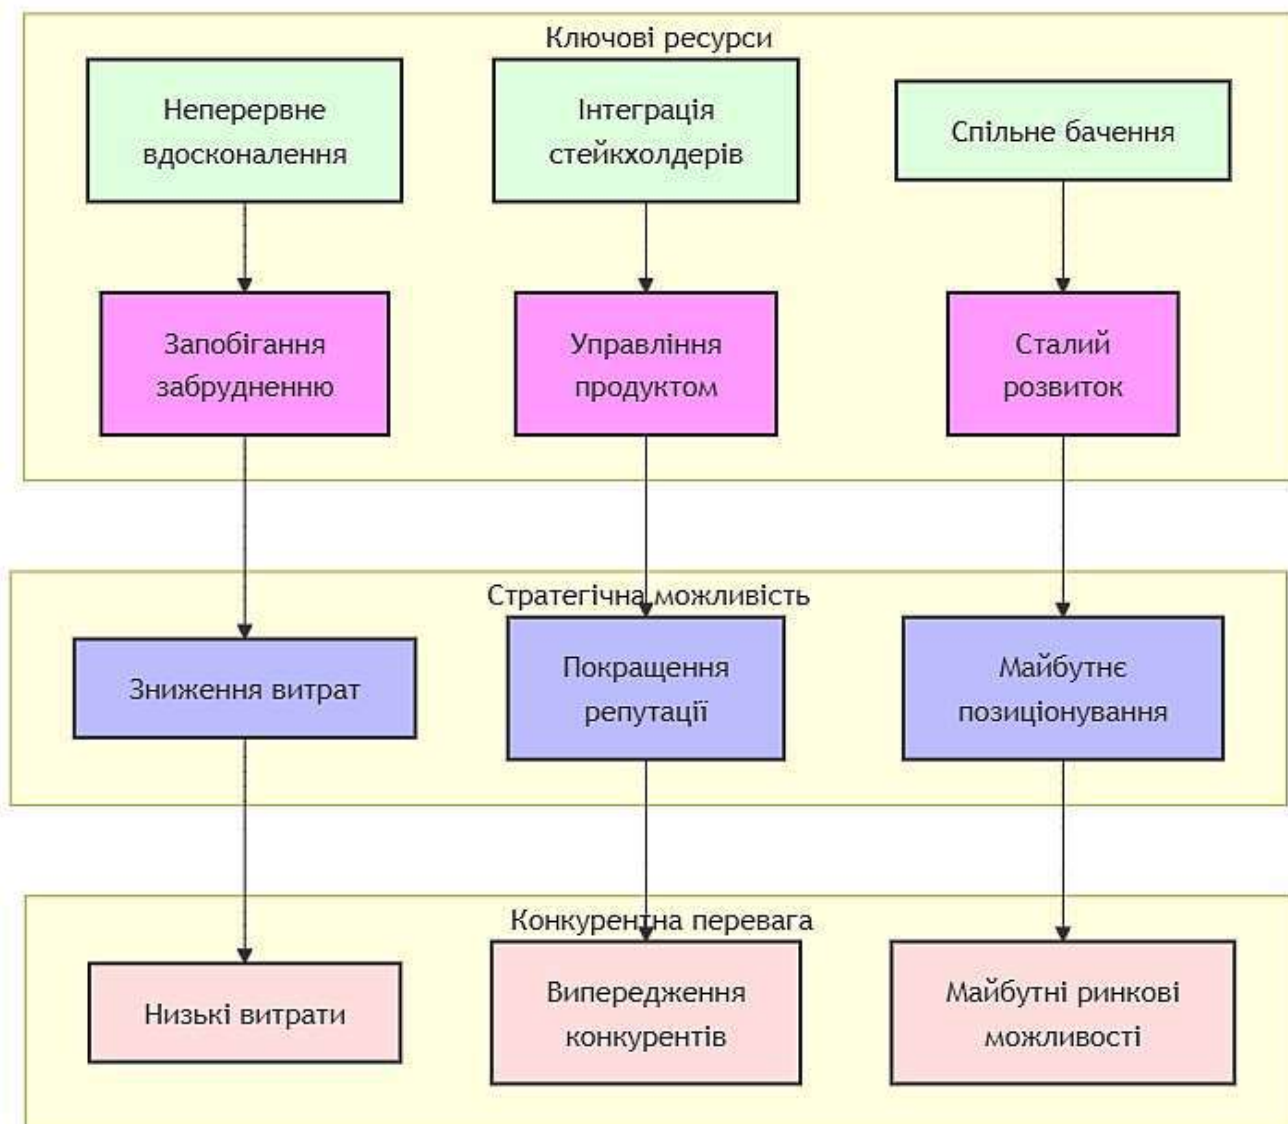 Ключові ресурси
Неперервне
вдосконалення
Інтеграція
стейкхолдерів
Спільне бачення
Запобігання
забрудненню
Управління
продуктом
Сталий
розвиток
Стратегічна можливість
Зниження витрат
Покращення
репутації
Майбутнє
позиціонування
Конкурентна перевага
Низькі витрати
Випередження
конкурентів
Майбутні ринкові
можливості